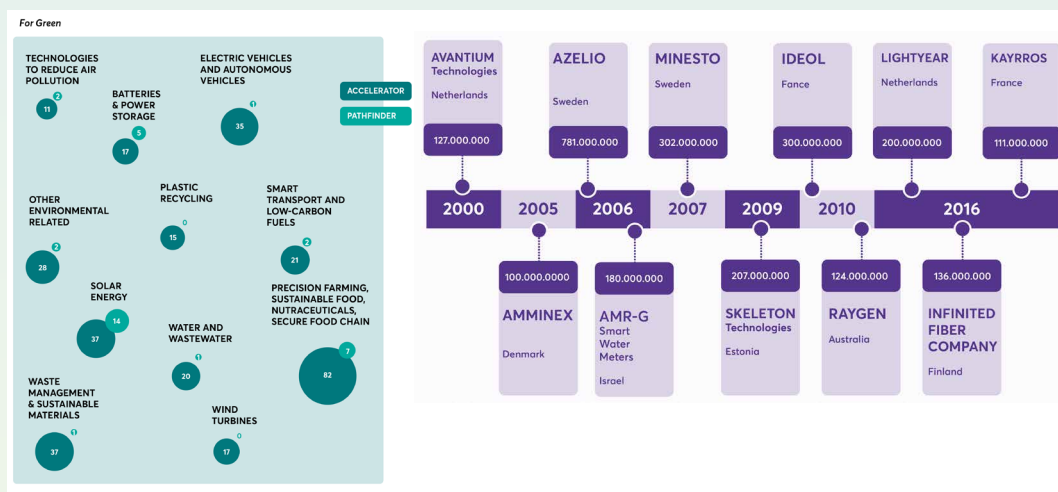 For Green
TECHNOLOGIES
TO REDUCE AIR
POLLUTION
2
11
BATTERIES
& POWER
STORAGE
5
17
ELECTRIC VEHICLES
AND AUTONOMOUS
VEHICLES
1
35
ACCELERATOR
PATHFINDER
OTHER
ENVIRONMENTAL
RELATED
2
28
PLASTIC
RECYCLING
0
15
SMART
TRANSPORT AND
LOW-CARBON
FUELS
2
21
SOLAR
ENERGY
14
37
WATER AND
WASTEWATER
1
20
PRECISION FARMING,
SUSTAINABLE FOOD,
NUTRACEUTICALS,
SECURE FOOD CHAIN
7
82
WASTE
MANAGEMENT
& SUSTAINABLE
MATERIALS
1
37
WIND
TURBINES
0
17
AVANTIUM
Technologies
Netherlands
127.000.000
AZELIO
Sweden
781.000.000
MINESTO
Sweden
302.000.000
IDEOL
Fance
300.000.000
LIGHTYEAR
Netherlands
200.000.000
KAYRROS
France
111.000.000
2000
2005
2006
2007
2009
2010
2016
100.000.0000
AMMINEX
Denmark
180.000.000
AMR-G
Smart
Water
Meters
Israel
207.000.000
SKELETON
Technologies
Estonia
124.000.000
RAYGEN
Australia
136.000.000
INFINITED
FIBER
COMPANY
Finland